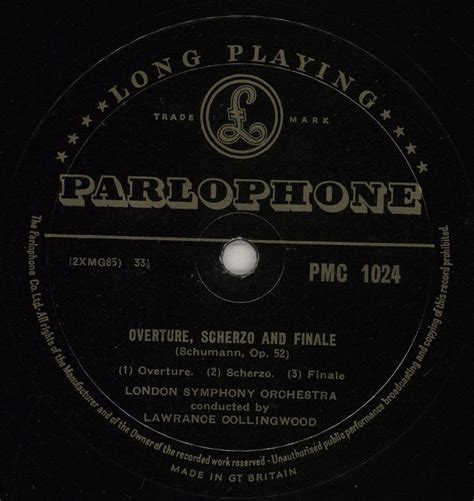 LONG PLAYING
TRADE MARK
£
PARLOPHONE
(2XMG85) 33⅓
PMC 1024
OVERTURE, SCHERZO AND FINALE
(Schumann, Op. 52)
(1) Overture. (2) Scherzo. (3) Finale
LONDON SYMPHONY ORCHESTRA
conducted by
LAWRANCE COLLINGWOOD
The Parlophone Co. Ltd. All rights of the Manufacturer and of the Owner of the recorded work reserved - Unauthorised public performance broadcasting and copying of this record prohibited.
MADE IN GT BRITAIN